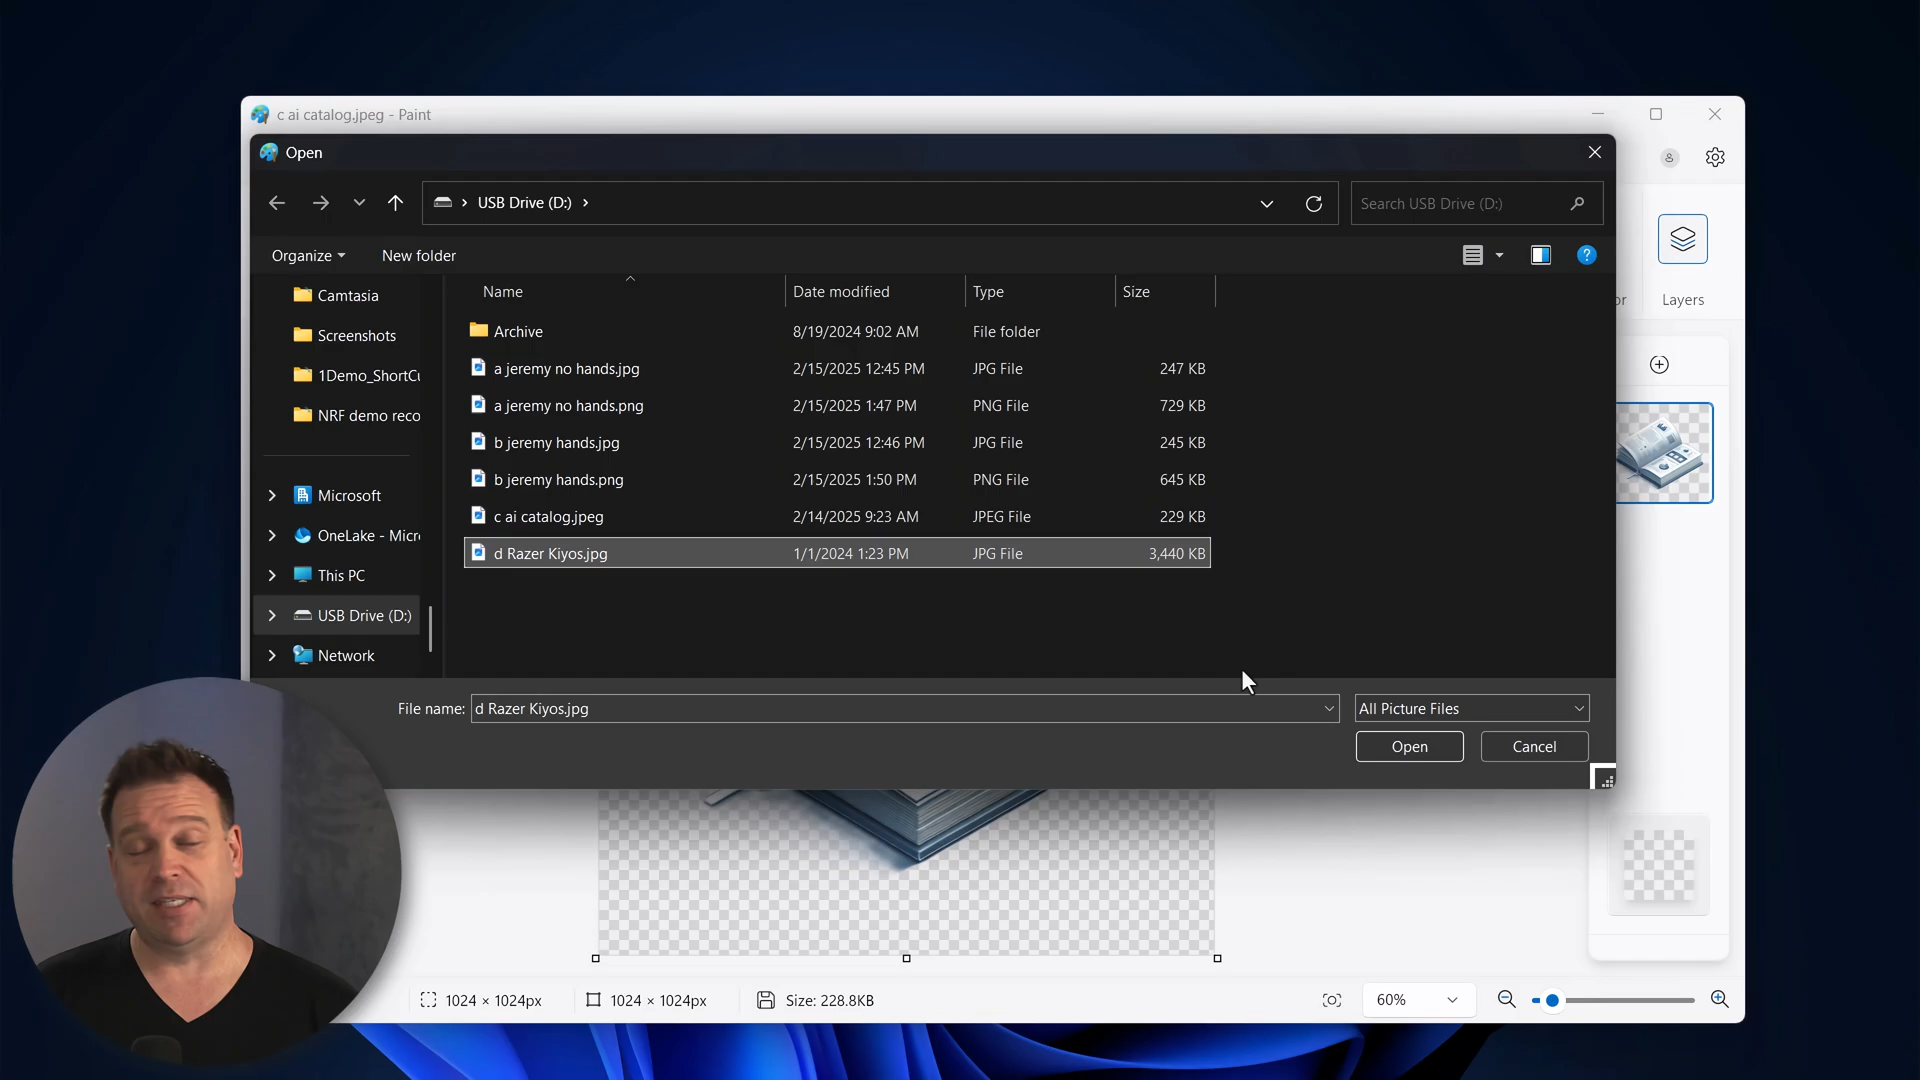 c ai catalog.jpeg - Paint
Open
USB Drive (D:)
Search USB Drive (D:)
Organize
New folder
Layers
Camtasia
Screenshots
1Demo_ShortCu
NRF demo reco
Microsoft
OneLake - Micr
This PC
USB Drive (D:)
Network
Name Date modified Type Size
Archive 8/19/2024 9:02 AM File folder
a jeremy no hands.jpg 2/15/2025 12:45 PM JPG File 247 KB
a jeremy no hands.png 2/15/2025 1:47 PM PNG File 729 KB
b jeremy hands.jpg 2/15/2025 12:46 PM JPG File 245 KB
b jeremy hands.png 2/15/2025 1:50 PM PNG File 645 KB
c ai catalog.jpeg 2/14/2025 9:23 AM JPEG File 229 KB
d Razer Kiyos.jpg 1/1/2024 1:23 PM JPG File 3,440 KB
File name: d Razer Kiyos.jpg
All Picture Files
Open
Cancel
1024 × 1024px
1024 × 1024px
Size: 228.8KB
60%